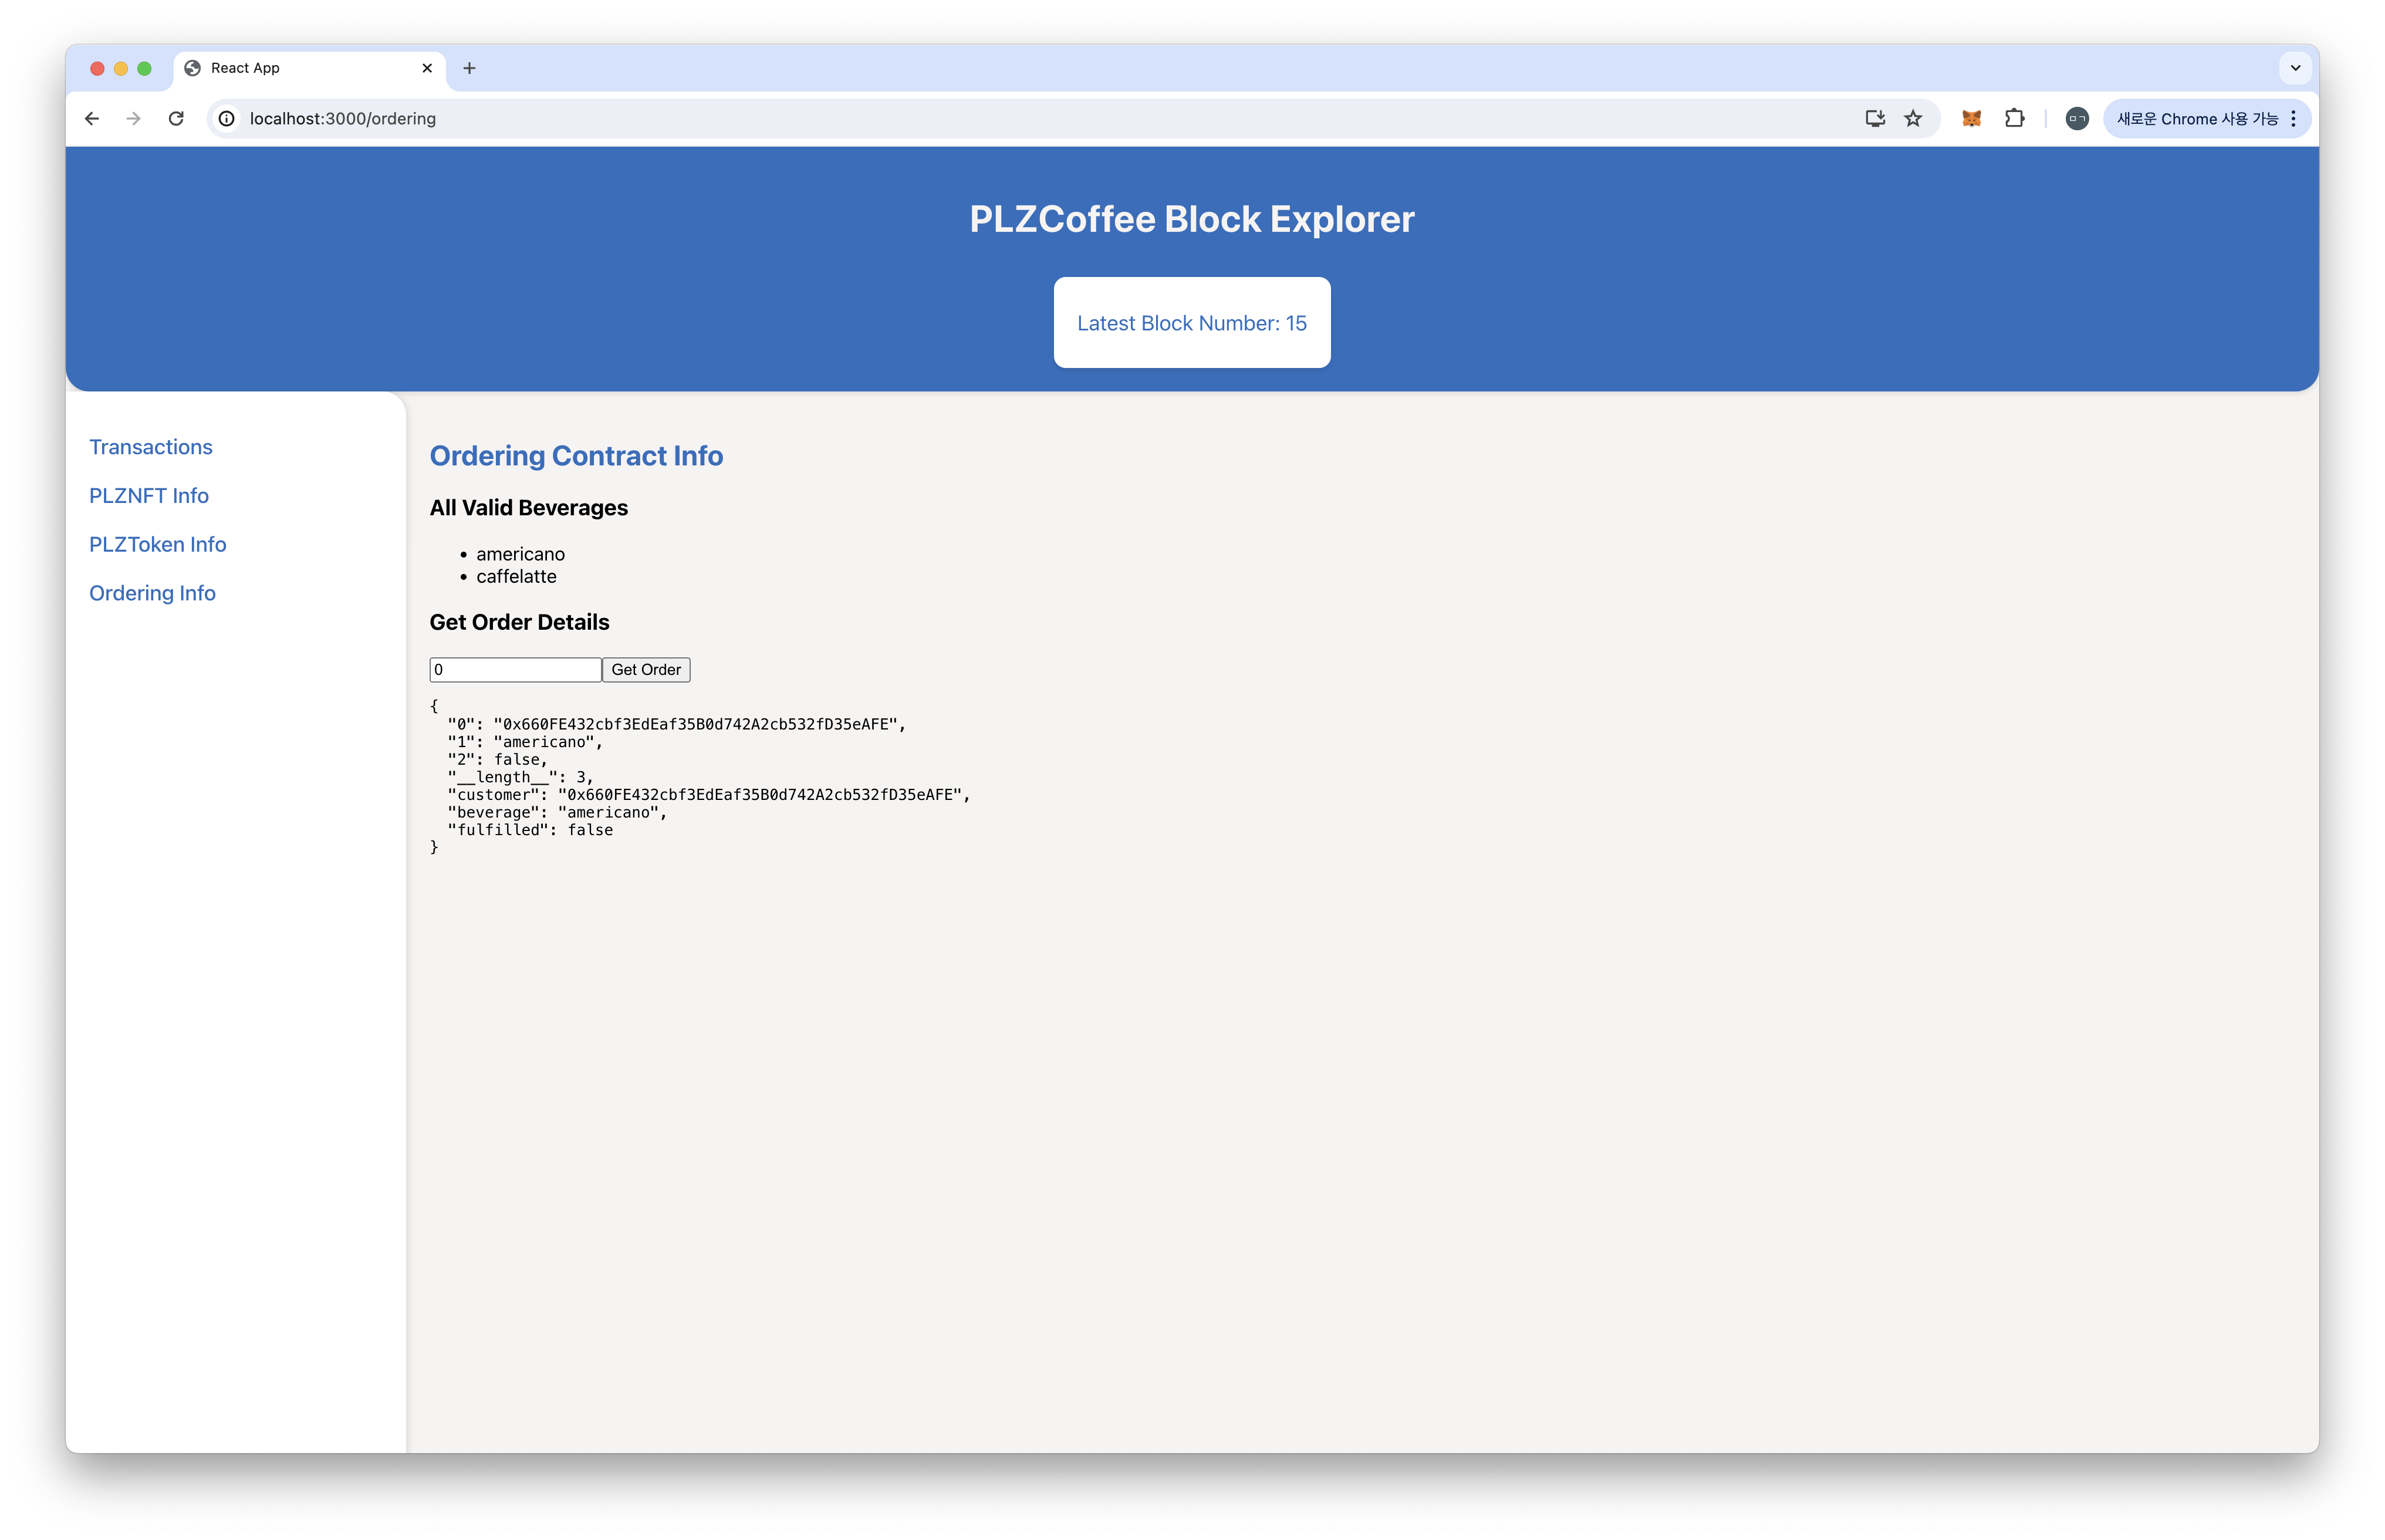 React App
localhost:3000/ordering
새로운 Chrome 사용 가능
PLZCoffee Block Explorer
Latest Block Number: 15
Transactions
PLZNFT Info
PLZToken Info
Ordering Info
Ordering Contract Info
All Valid Beverages
• americano
• caffelatte
Get Order Details
0 Get Order
{
  "0": "0x660FE432cbf3EdEaf35B0d742A2cb532fD35eAFE",
  "1": "americano",
  "2": false,
  "__length__": 3,
  "customer": "0x660FE432cbf3EdEaf35B0d742A2cb532fD35eAFE",
  "beverage": "americano",
  "fulfilled": false
}